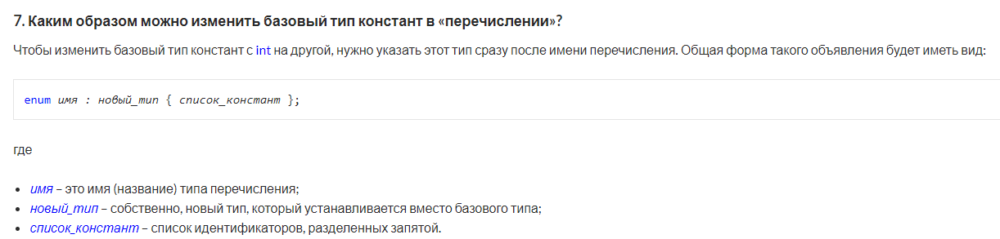 7. Каким образом можно изменить базовый тип констант в «перечислении»?
Чтобы изменить базовый тип констант с int на другой, нужно указать этот тип сразу после имени перечисления. Общая форма такого объявления будет иметь вид:
enum имя : новый_тип { список_констант };
где
• имя – это имя (название) типа перечисления;
• новый_тип – собственно, новый тип, который устанавливается вместо базового типа;
• список_констант – список идентификаторов, разделенных запятой.